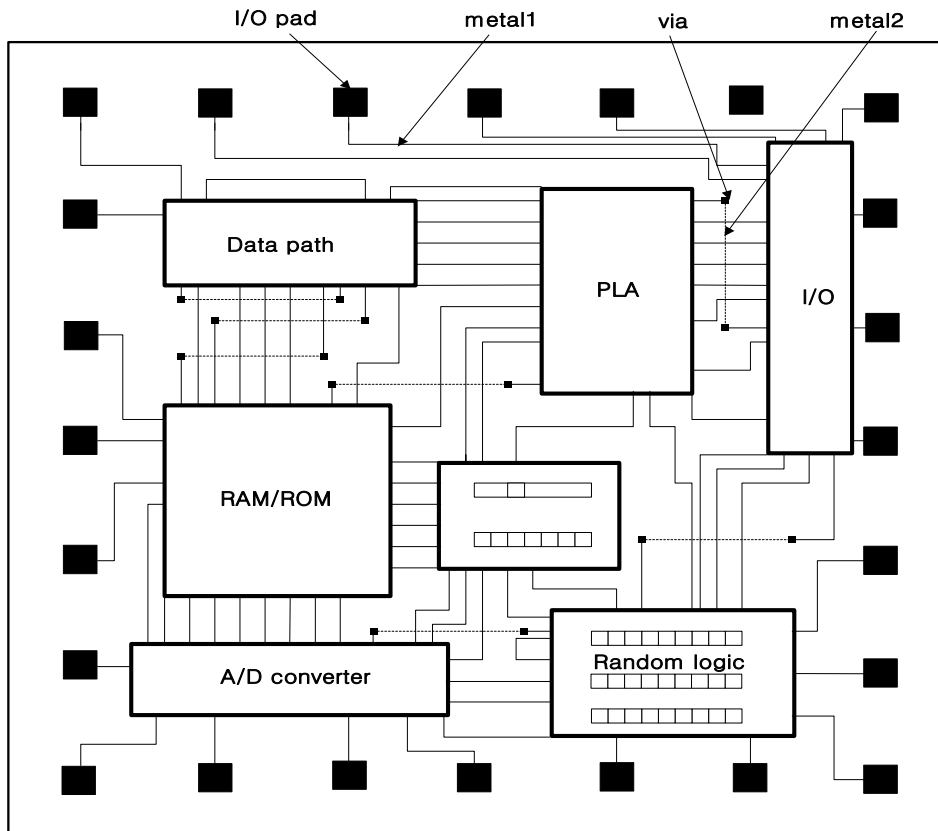 I/O pad
metal1
via
metal2
Data path
PLA
I/O
RAM/ROM
Random logic
A/D converter